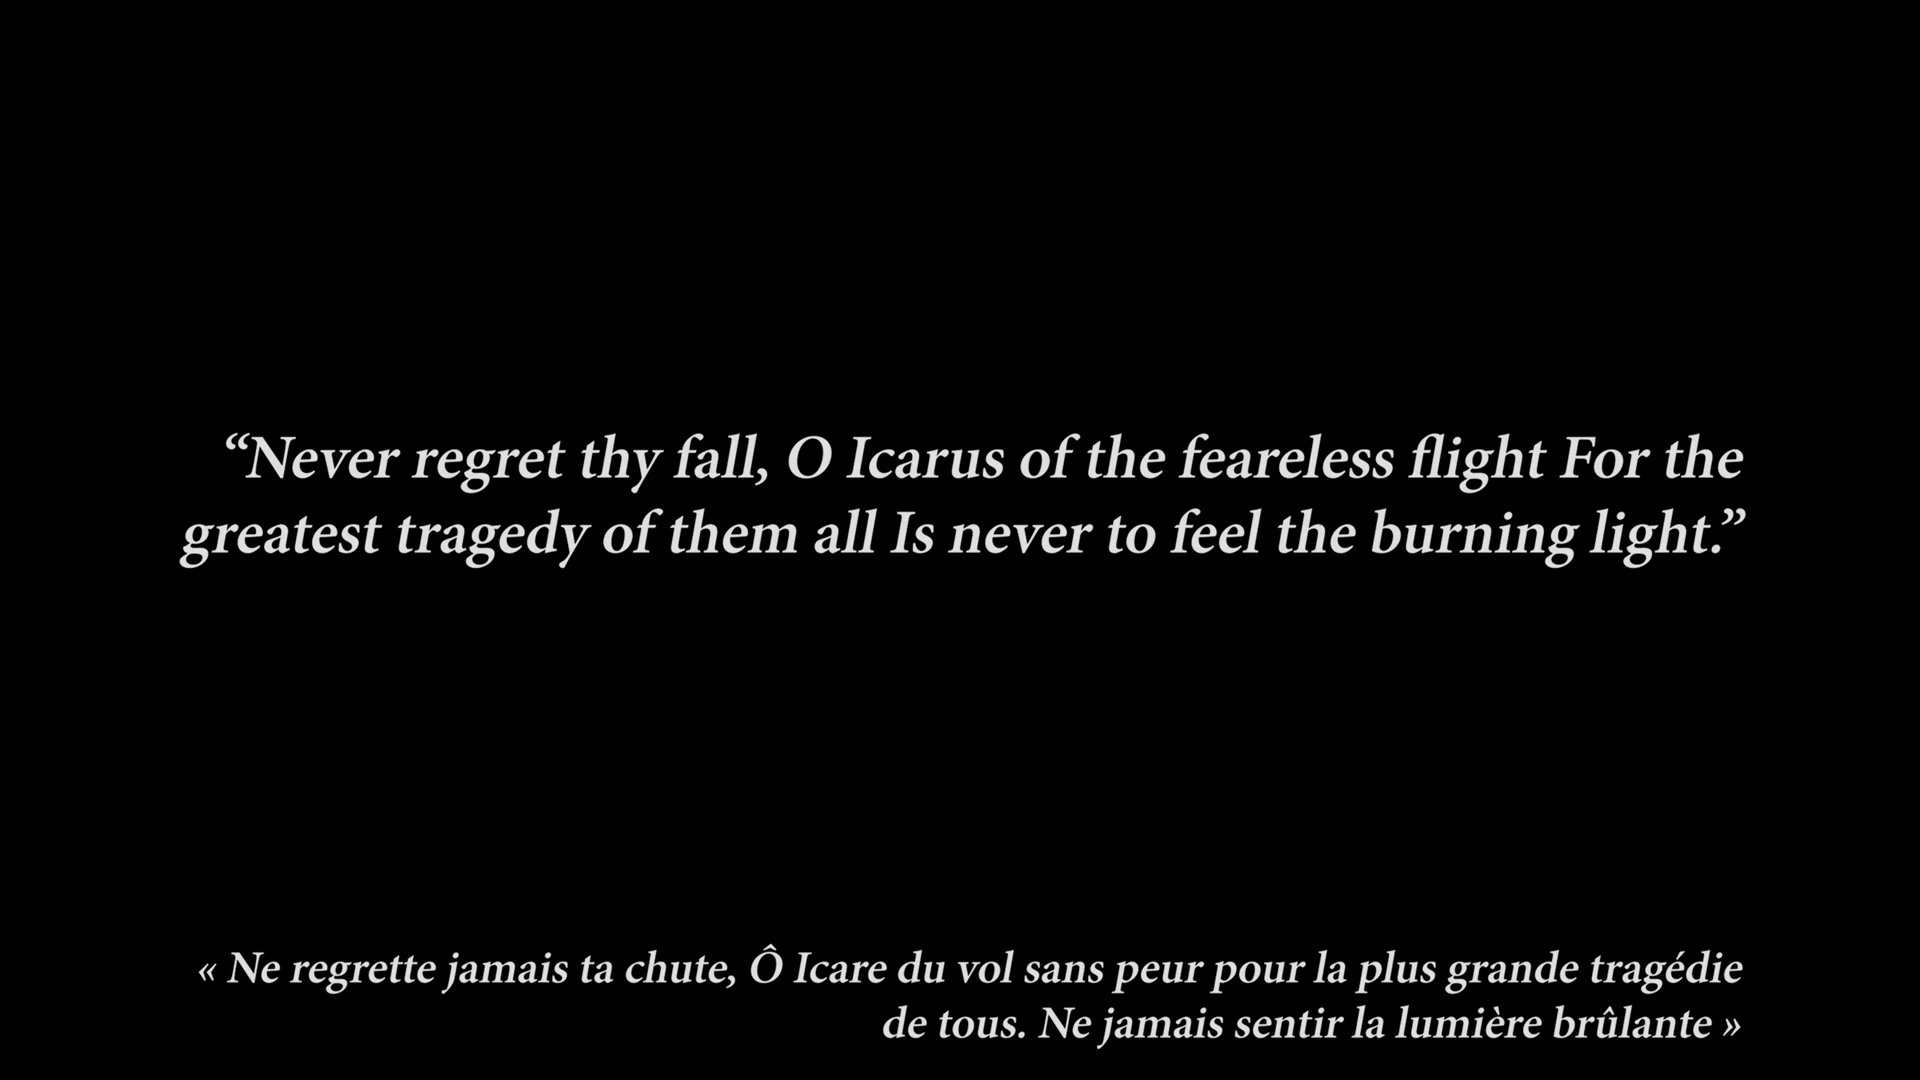 “Never regret thy fall, O Icarus of the feareless flight For the
greatest tragedy of them all Is never to feel the burning light.”
« Ne regrette jamais ta chute, Ô Icare du vol sans peur pour la plus grande tragédie
de tous. Ne jamais sentir la lumière brûlante »